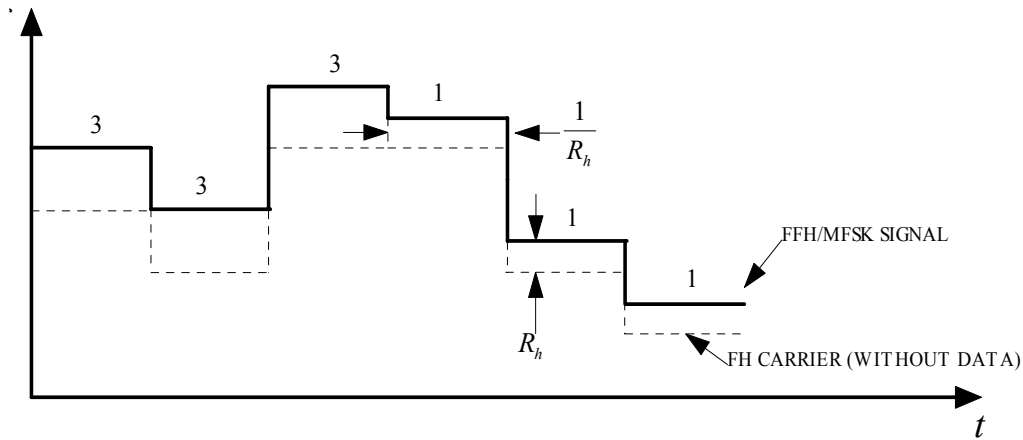 3
3
3
1
1
R_h
1
FFH/MFSK SIGNAL
1
R_h
FH CARRIER (WITHOUT DATA)
t